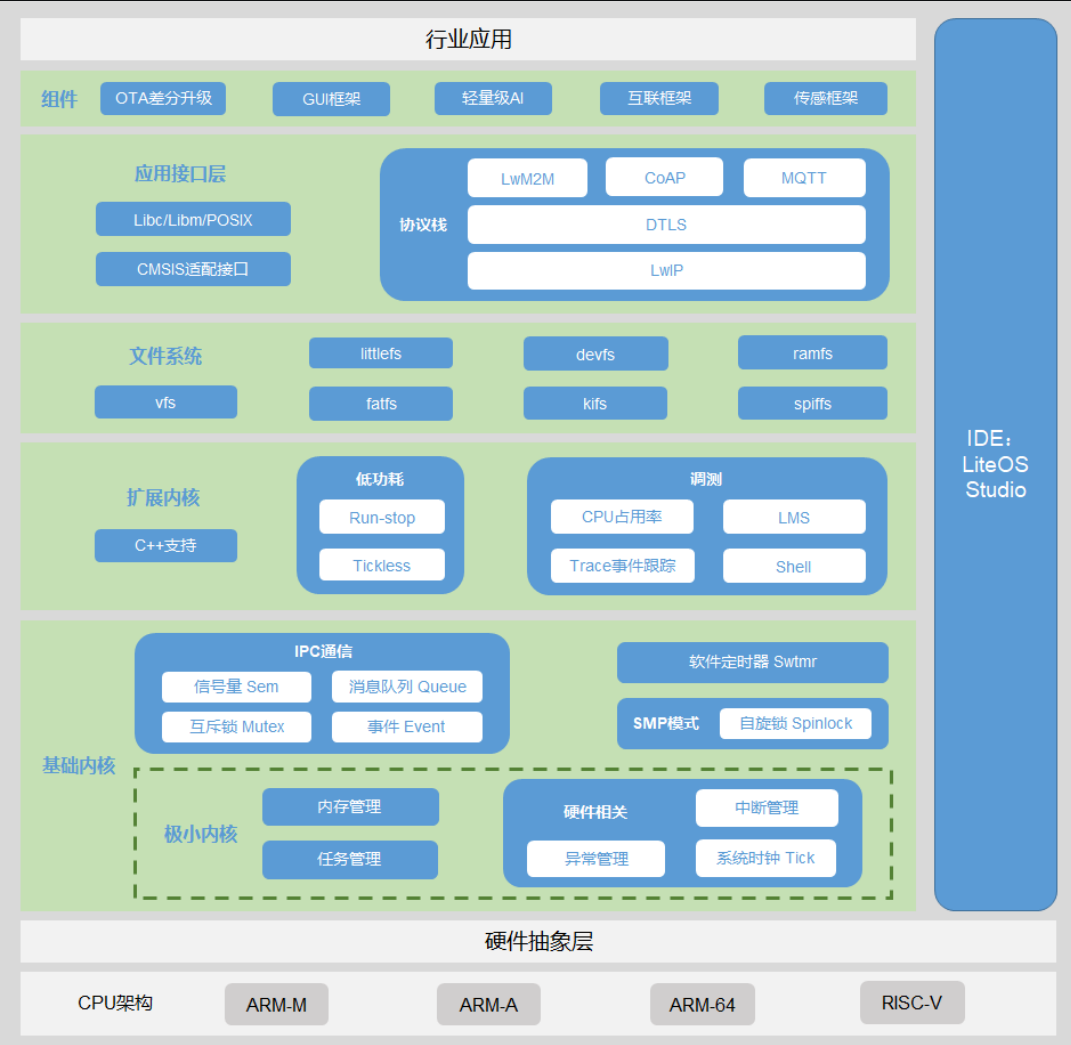 行业应用
组件
OTA差分升级
GUI框架
轻量级AI
互联框架
传感框架
应用接口层
Libc/Libm/POSIX
CMSIS适配接口
协议栈
LwM2M
CoAP
MQTT
DTLS
LwIP
文件系统
littlefs
devfs
ramfs
vfs
fatfs
kifs
spiffs
扩展内核
C++支持
低功耗
Run-stop
Tickless
调测
CPU占用率
LMS
Trace事件跟踪
Shell
基础内核
IPC通信
信号量 Sem
消息队列 Queue
互斥锁 Mutex
事件 Event
软件定时器 Swtmr
SMP模式
自旋锁 Spinlock
极小内核
内存管理
任务管理
硬件相关
中断管理
异常管理
系统时钟 Tick
IDE：
LiteOS
Studio
硬件抽象层
CPU架构
ARM-M
ARM-A
ARM-64
RISC-V